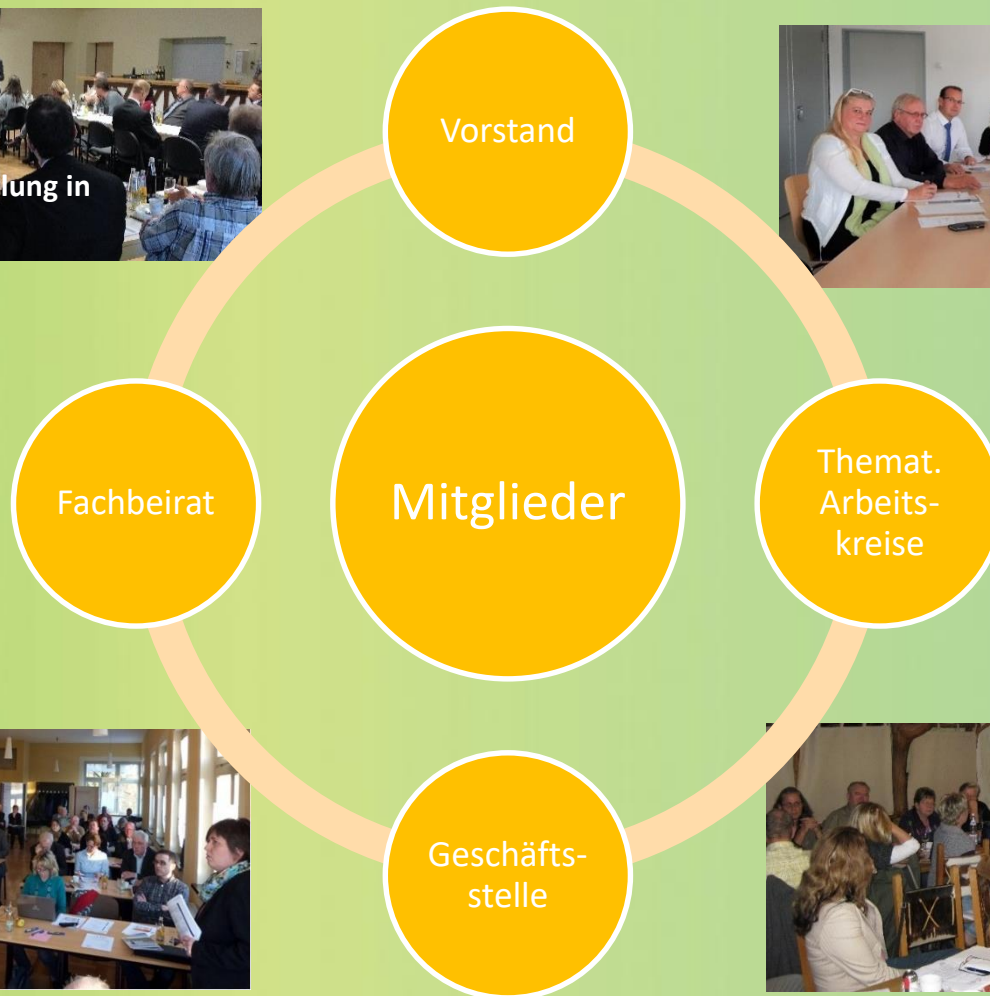 Vorstand
lung in
Fachbeirat
Mitglieder
Themat.
Arbeits-
kreise
Geschäfts-
stelle